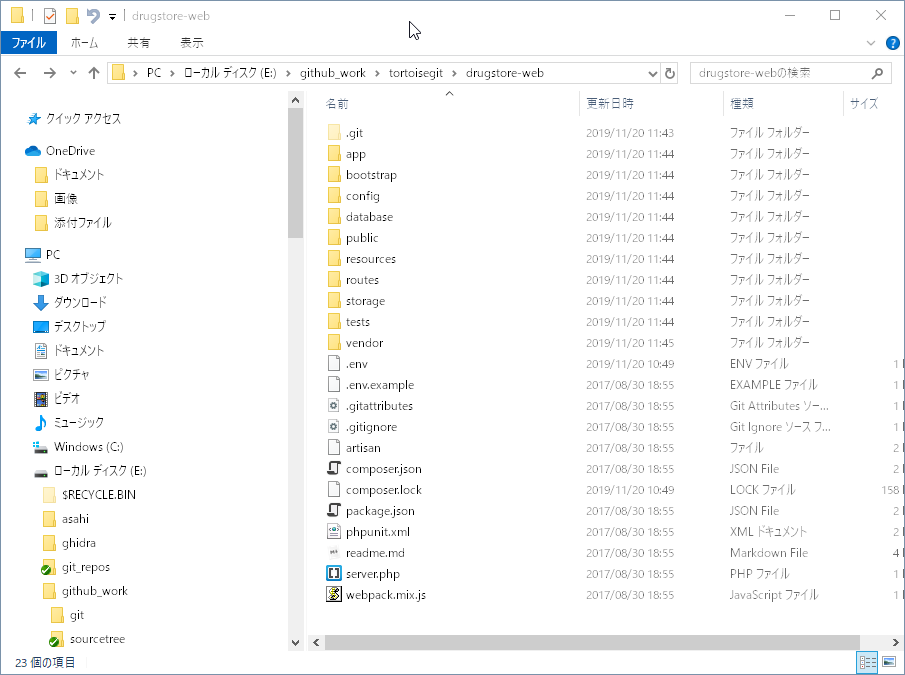 drugstore-web
ファイル ホーム 共有 表示
PC ローカル ディスク (E:) github_work tortoisegit drugstore-web drugstore-webの検索
クイック アクセス
OneDrive
ドキュメント
画像
添付ファイル
PC
3D オブジェクト
ダウンロード
デスクトップ
ドキュメント
ピクチャ
ビデオ
ミュージック
Windows (C:)
ローカル ディスク (E:)
$RECYCLE.BIN
asahi
ghidra
git_repos
github_work
git
sourcetree
名前 更新日時 種類 サイズ
.git 2019/11/20 11:43 ファイル フォルダー
app 2019/11/20 11:44 ファイル フォルダー
bootstrap 2019/11/20 11:44 ファイル フォルダー
config 2019/11/20 11:44 ファイル フォルダー
database 2019/11/20 11:44 ファイル フォルダー
public 2019/11/20 11:44 ファイル フォルダー
resources 2019/11/20 11:44 ファイル フォルダー
routes 2019/11/20 11:44 ファイル フォルダー
storage 2019/11/20 11:44 ファイル フォルダー
tests 2019/11/20 11:44 ファイル フォルダー
vendor 2019/11/20 11:45 ファイル フォルダー
.env 2019/11/20 10:49 ENV ファイル 1
.env.example 2017/08/30 18:55 EXAMPLE ファイル 1
.gitattributes 2017/08/30 18:55 Git Attributes ソー... 1
.gitignore 2017/08/30 18:55 Git Ignore ソース フ... 1
artisan 2017/08/30 18:55 ファイル 2
composer.json 2017/08/30 18:55 JSON File 2
composer.lock 2019/11/20 10:49 LOCK ファイル 158
package.json 2017/08/30 18:55 JSON File 2
phpunit.xml 2017/08/30 18:55 XML ドキュメント 2
readme.md 2017/08/30 18:55 Markdown File 4
server.php 2017/08/30 18:55 PHP ファイル 1
webpack.mix.js 2017/08/30 18:55 JavaScript ファイル 1
23 個の項目